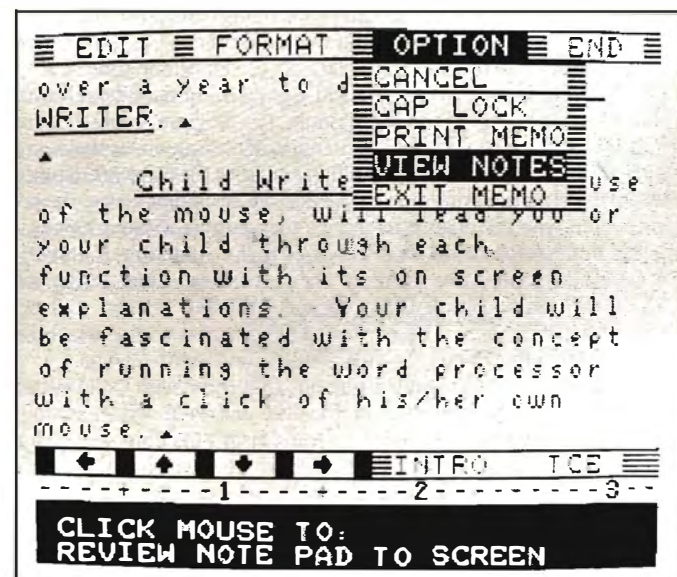 EDIT FORMAT OPTION END
over a year to d CANCEL
WRITER. CAP LOCK
PRINT MEMO
VIEW NOTES
Child Write use
EXIT MEMO
of the mouse, will lead you or
your child through each
function with its on screen
explanations. Your child will
be fascinated with the concept
of running the word processor
with a click of his/her own
mouse.
INTRO TCE
----+----1----+----2---------3--
CLICK MOUSE TO:
REVIEW NOTE PAD TO SCREEN